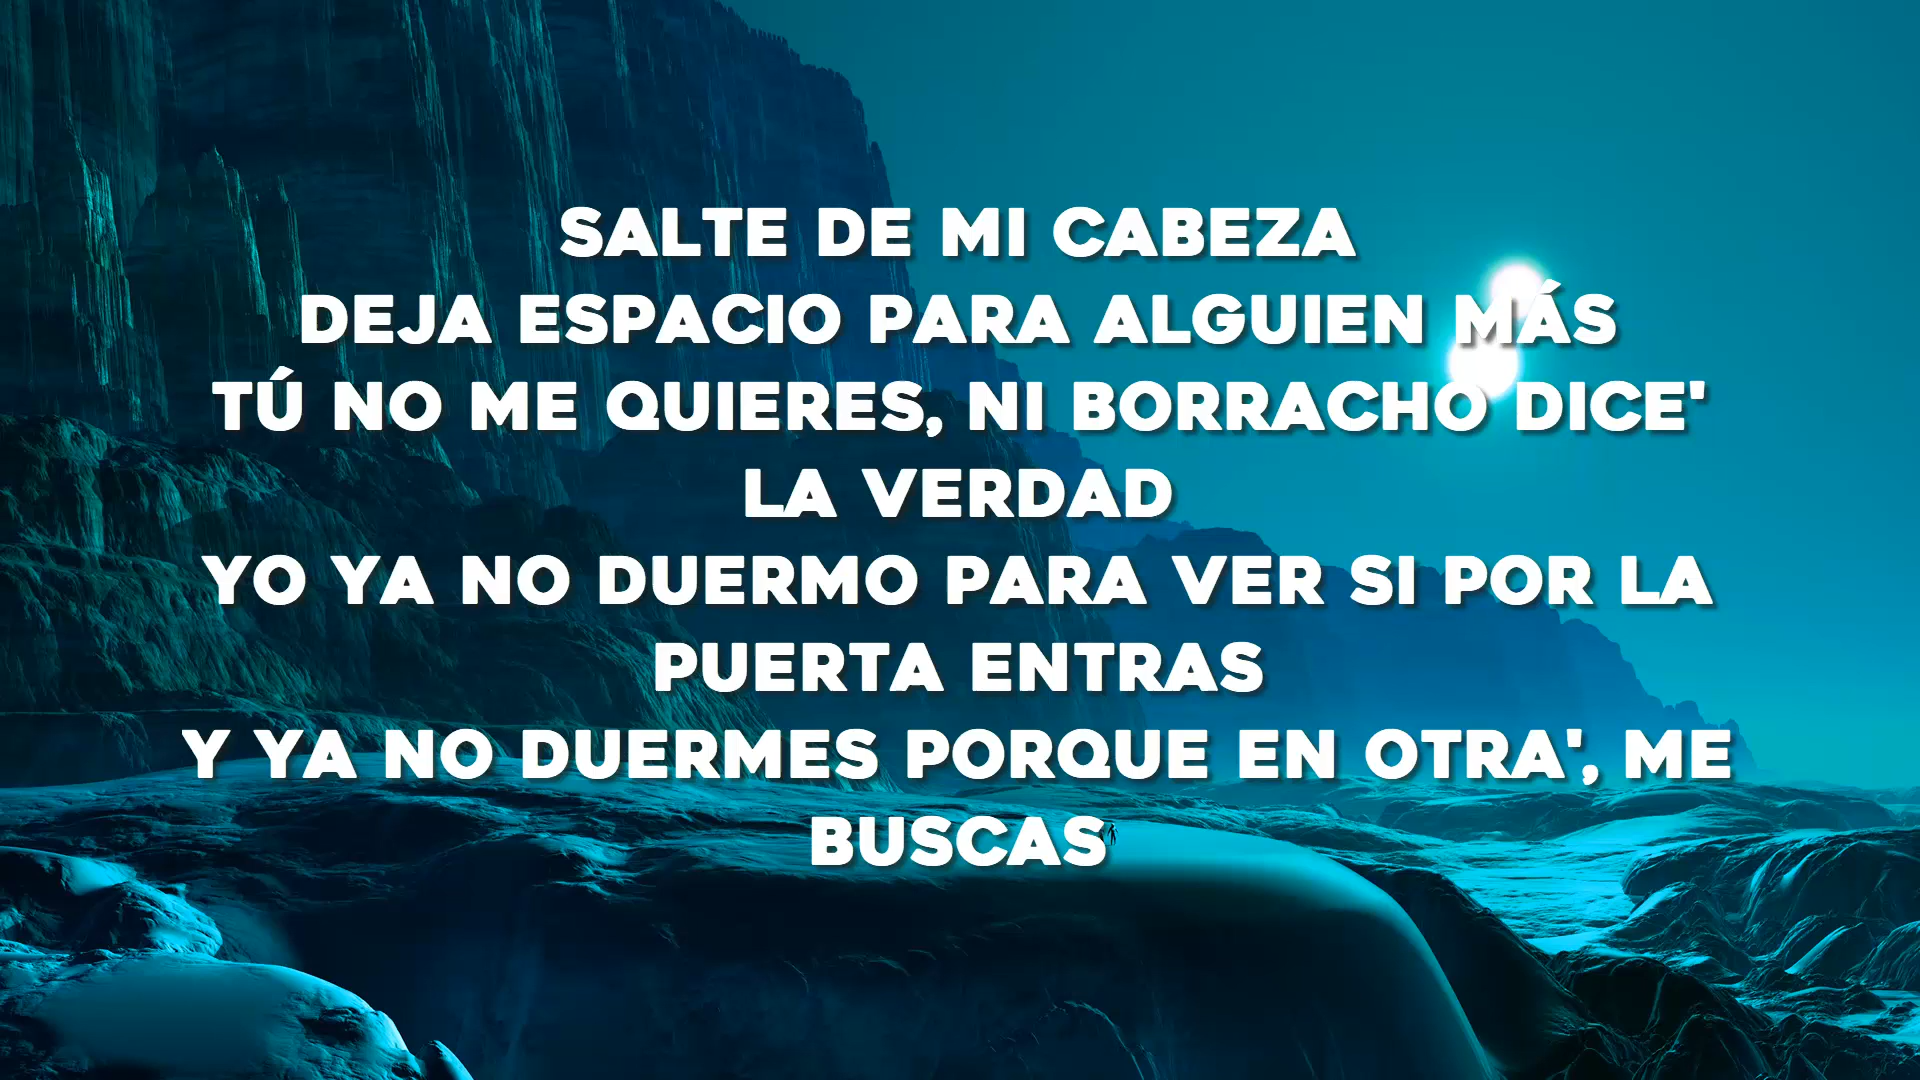 SALTE DE MI CABEZA
DEJA ESPACIO PARA ALGUIEN MÁS
TÚ NO ME QUIERES, NI BORRACHO DICE'
LA VERDAD
YO YA NO DUERMO PARA VER SI POR LA
PUERTA ENTRAS
Y YA NO DUERMES PORQUE EN OTRA', ME
BUSCAS